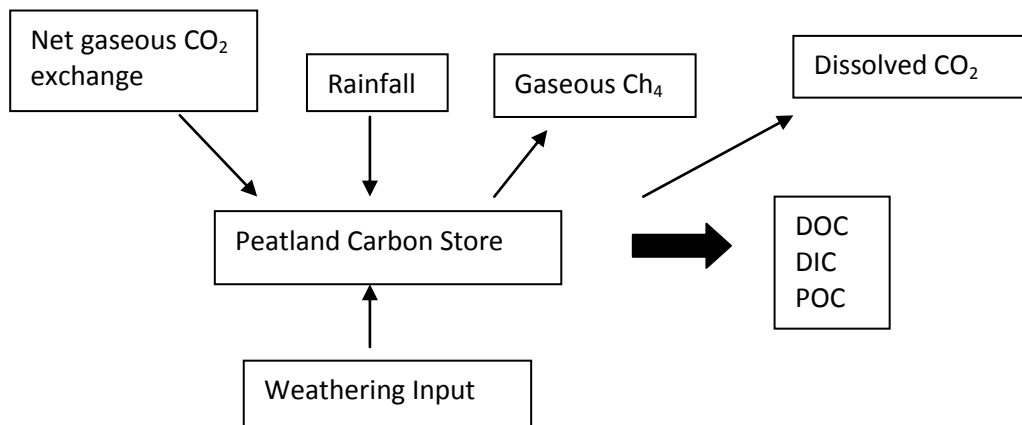 Net gaseous CO₂
exchange
Rainfall
Gaseous Ch₄
Dissolved CO₂
Peatland Carbon Store
DOC
DIC
POC
Weathering Input